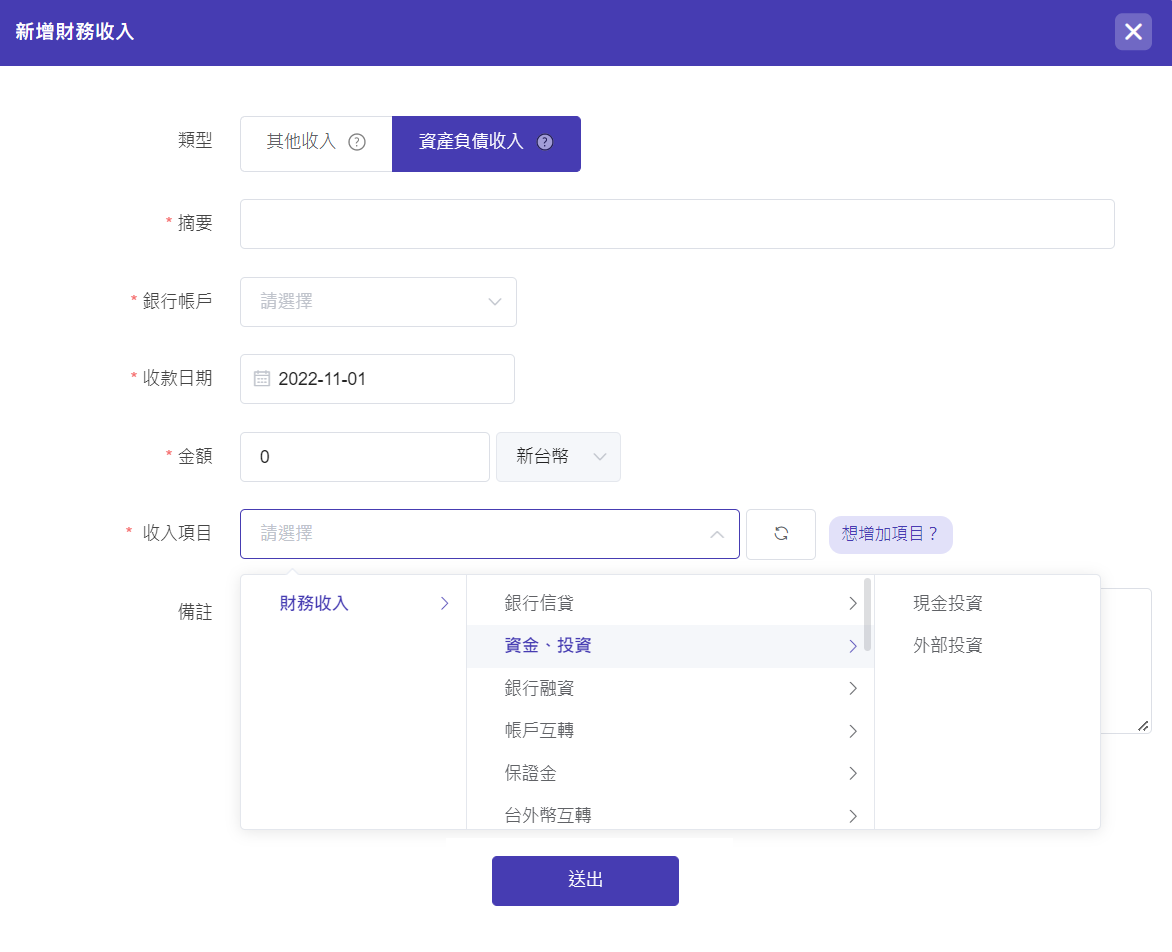 新增財務收入
類型
其他收入 ?
資產負債收入 ?
* 摘要
* 銀行帳戶
請選擇
* 收款日期
2022-11-01
* 金額
0
新台幣
* 收入項目
請選擇
想增加項目?
備註
財務收入
銀行信貸
資金、投資
銀行融資
帳戶互轉
保證金
台外幣互轉
現金投資
外部投資
送出